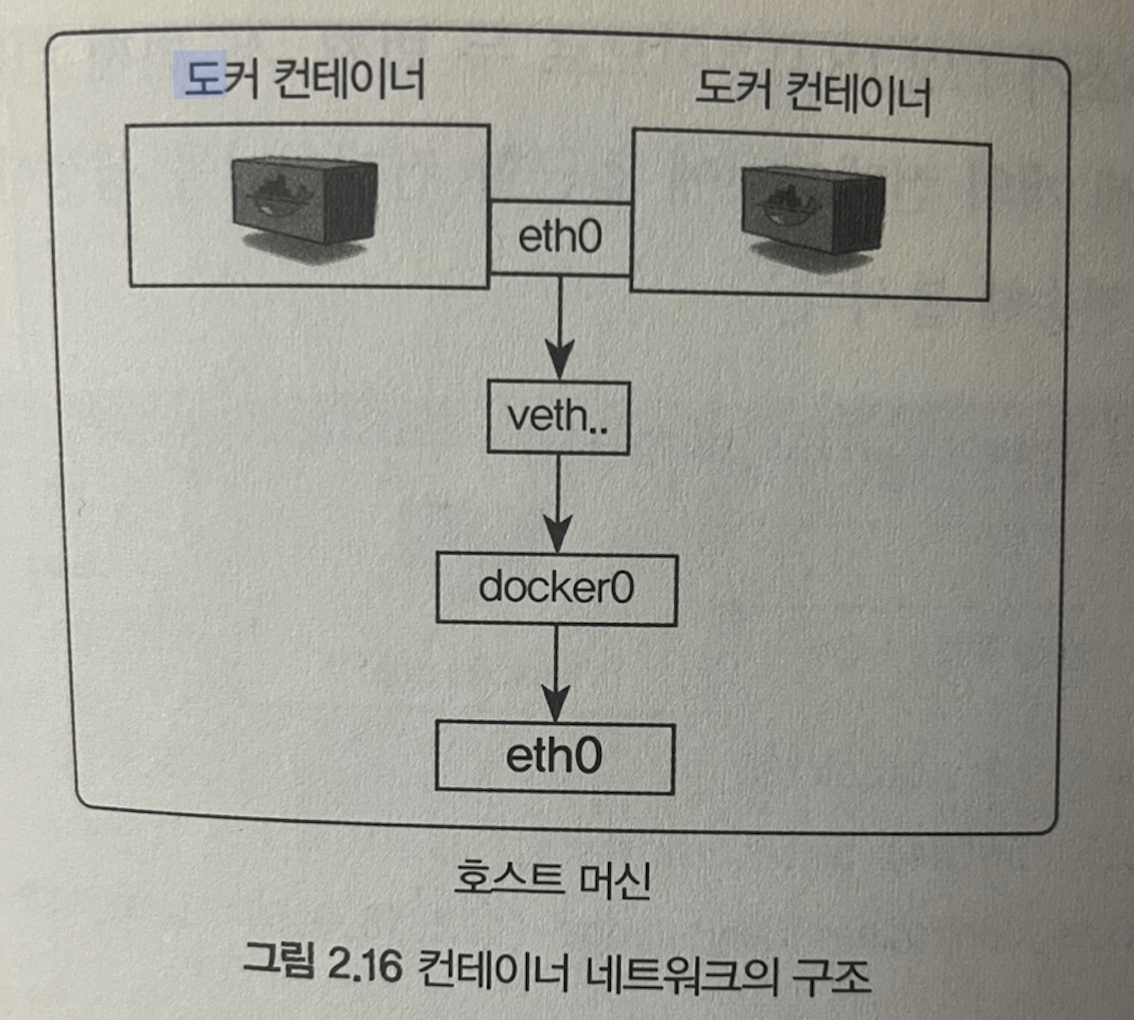 도커 컨테이너
도커 컨테이너
eth0
veth..
docker0
eth0
호스트 머신
그림 2.16 컨테이너 네트워크의 구조